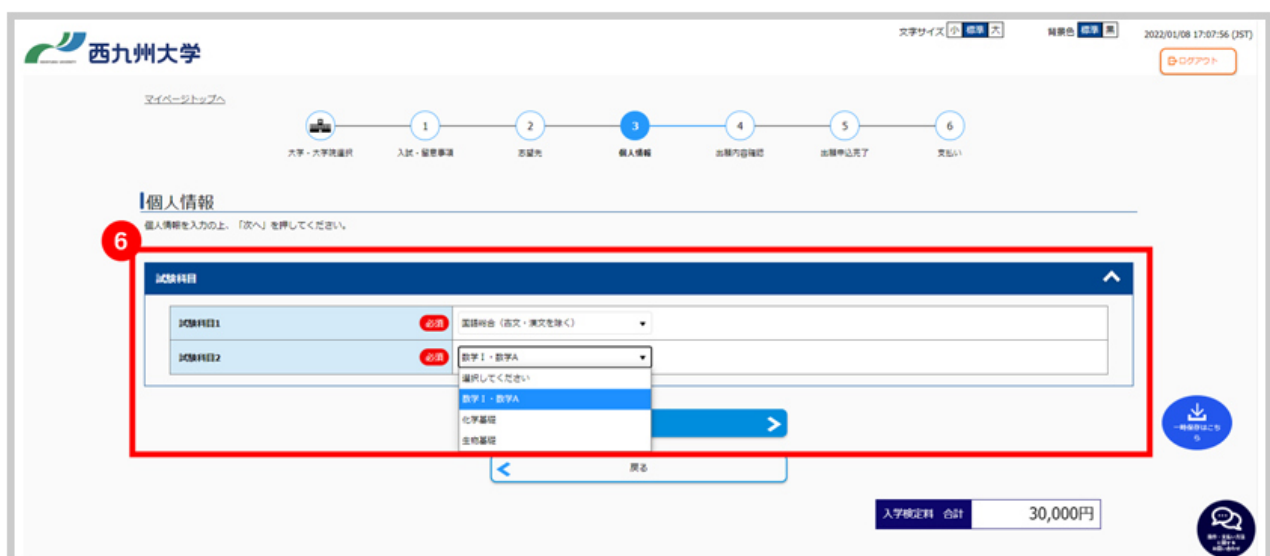 文字サイズ 小 標準 大 背景色 標準 黒 2022/01/08 17:07:56 (JST)
西九州大学
ログアウト
マイページトップへ
1 2 3 4 5 6
大学・大学院選択 入試・留意事項 志望先 個人情報 出願内容確認 出願申込完了 支払い
個人情報
個人情報を入力の上、「次へ」を押してください。
6
試験科目
試験科目1 必須 国語総合（古文・漢文を除く）
試験科目2 必須 数学Ⅰ・数学A
選択してください
数学Ⅰ・数学A
化学基礎
生物基礎
一時保存はこちら
戻る
入学検定料 合計 30,000円